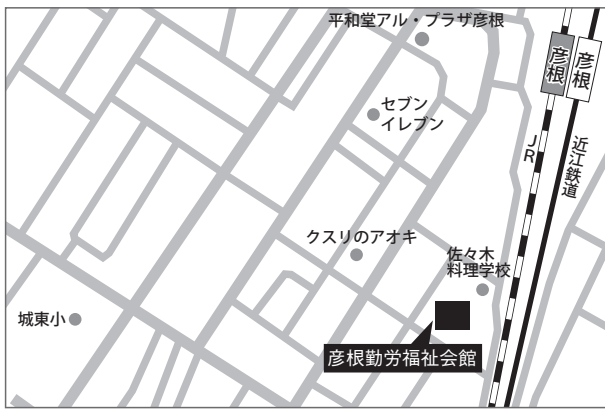 平和堂アル・プラザ彦根
彦根
彦根
セブン
イレブン
JR
近江鉄道
クスリのアオキ
佐々木
料理学校
城東小
彦根勤労福祉会館